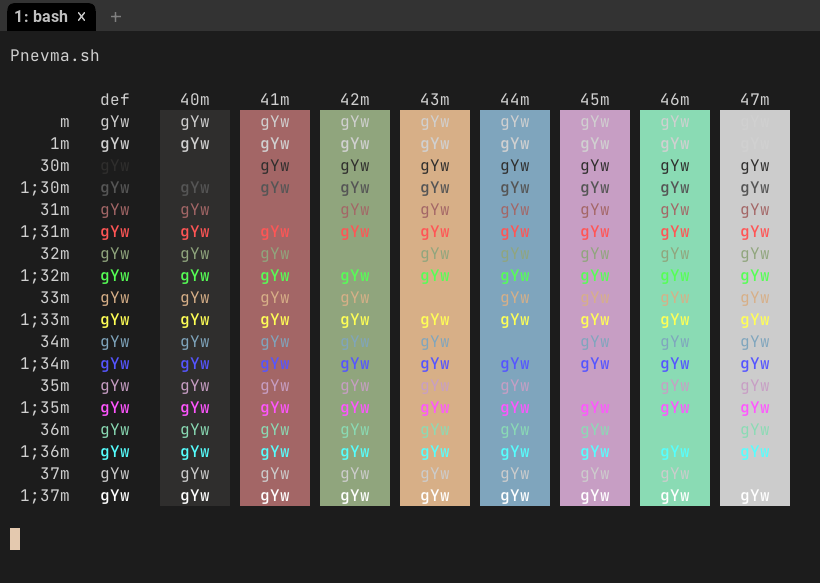 1: bash x +
Pnevma.sh
def 40m 41m 42m 43m 44m 45m 46m 47m
m gYw gYw gYw gYw gYw gYw gYw gYw gYw
1m gYw gYw gYw gYw gYw gYw gYw gYw gYw
30m gYw gYw gYw gYw gYw gYw gYw gYw
1;30m gYw gYw gYw gYw gYw gYw gYw gYw gYw
31m gYw gYw gYw gYw gYw gYw gYw gYw
1;31m gYw gYw gYw gYw gYw gYw gYw gYw gYw
32m gYw gYw gYw gYw gYw gYw gYw gYw
1;32m gYw gYw gYw gYw gYw gYw gYw gYw gYw
33m gYw gYw gYw gYw gYw gYw gYw gYw
1;33m gYw gYw gYw gYw gYw gYw gYw gYw gYw
34m gYw gYw gYw gYw gYw gYw gYw gYw
1;34m gYw gYw gYw gYw gYw gYw gYw gYw gYw
35m gYw gYw gYw gYw gYw gYw gYw gYw
1;35m gYw gYw gYw gYw gYw gYw gYw gYw gYw
36m gYw gYw gYw gYw gYw gYw gYw gYw
1;36m gYw gYw gYw gYw gYw gYw gYw gYw gYw
37m gYw gYw gYw gYw gYw gYw gYw gYw
1;37m gYw gYw gYw gYw gYw gYw gYw gYw gYw